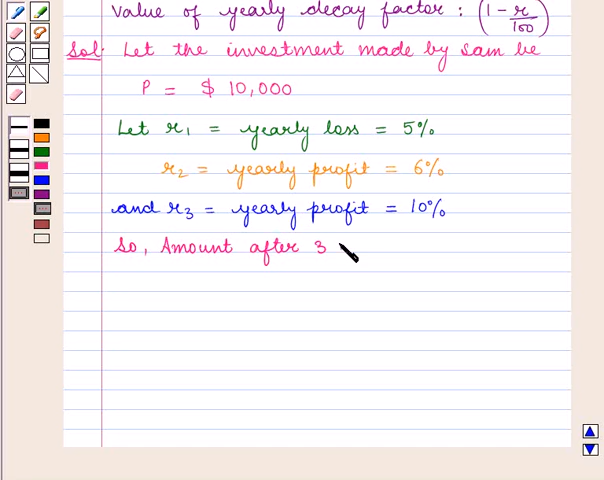 Value of yearly decay factor : (1 - r/100)
Sol: Let the investment made by Sam be
P = $ 10,000
Let r1 = yearly loss = 5%
r2 = yearly profit = 6%
and r3 = yearly profit = 10%
So, Amount after 3